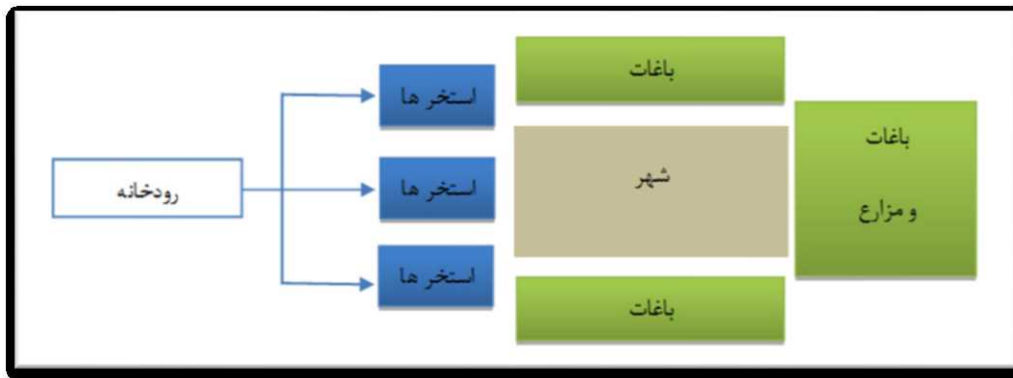 باغات
استخر ها
باغات
و مزارع
شهر
رودخانه
استخر ها
استخر ها
باغات